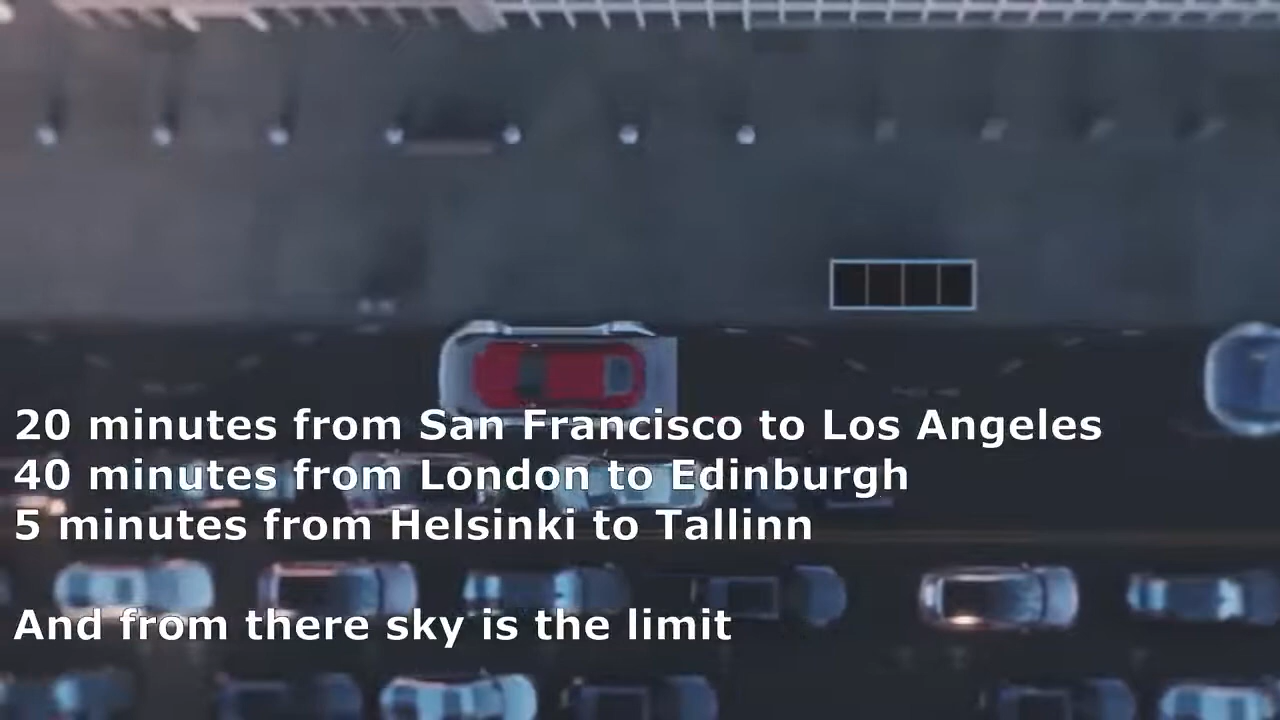 20 minutes from San Francisco to Los Angeles
40 minutes from London to Edinburgh
5 minutes from Helsinki to Tallinn
And from there sky is the limit